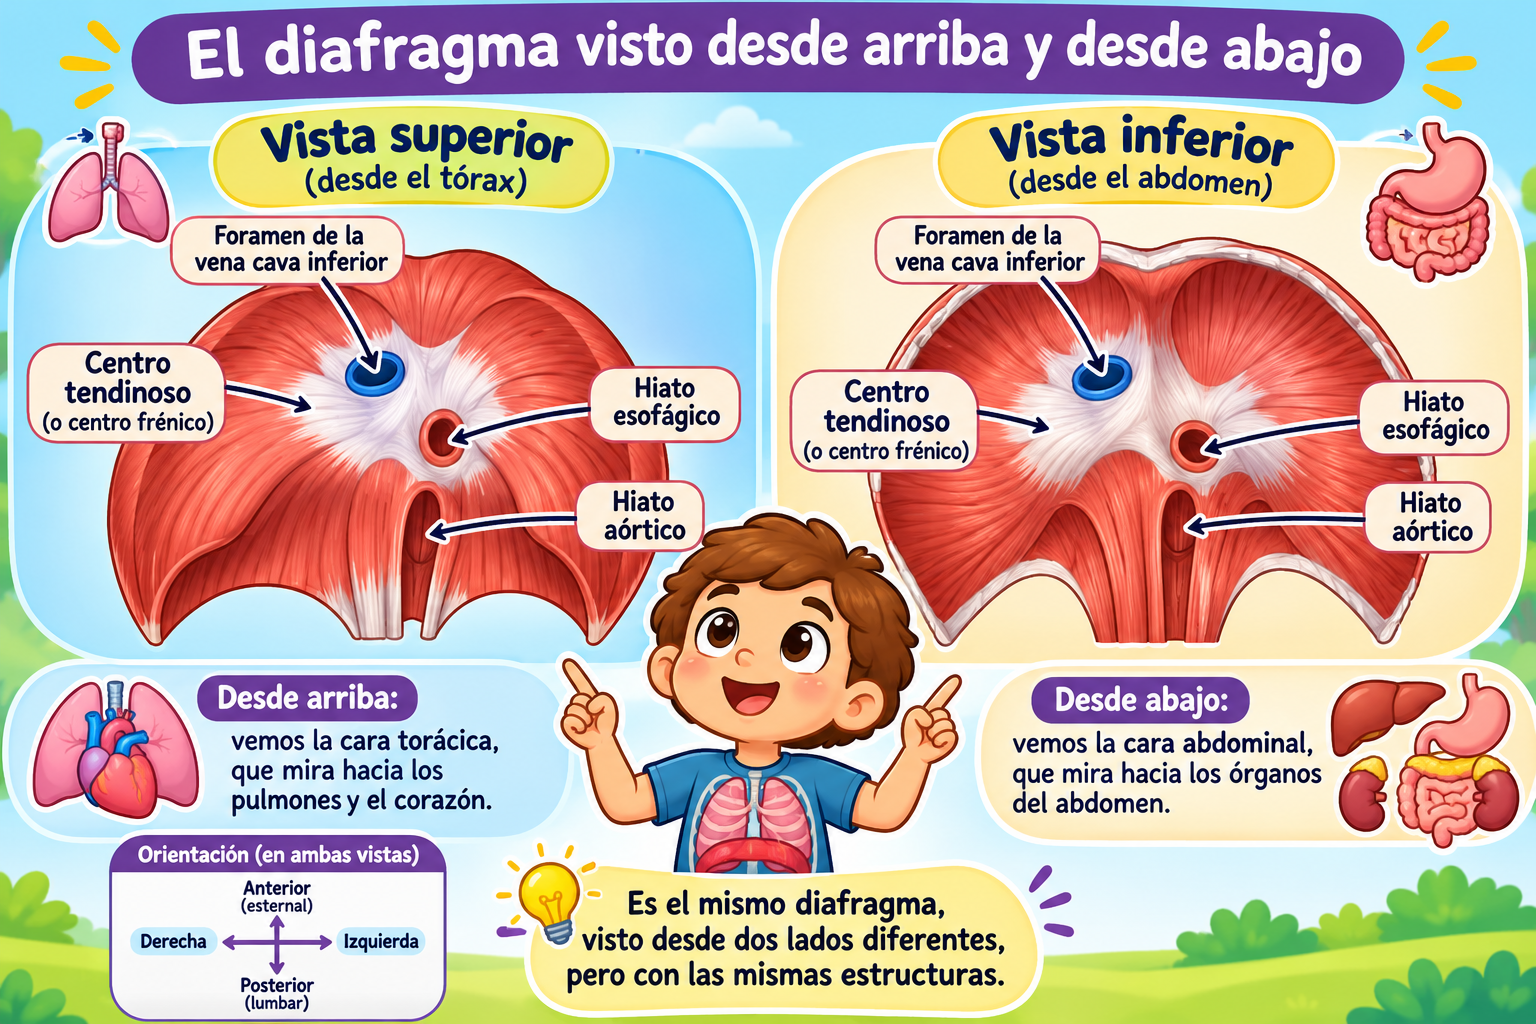 El diafragma visto desde arriba y desde abajo
Vista superior
(desde el tórax)
Foramen de la
vena cava inferior
Centro
tendinoso
(o centro frénico)
Hiato
esofágico
Hiato
aórtico
Vista inferior
(desde el abdomen)
Foramen de la
vena cava inferior
Centro
tendinoso
(o centro frénico)
Hiato
esofágico
Hiato
aórtico
Desde arriba:
vemos la cara torácica,
que mira hacia los
pulmones y el corazón.
Desde abajo:
vemos la cara abdominal,
que mira hacia los órganos
del abdomen.
Orientación (en ambas vistas)
Anterior
(esternal)
Derecha
Izquierda
Posterior
(lumbar)
Es el mismo diafragma,
visto desde dos lados diferentes,
pero con las mismas estructuras.